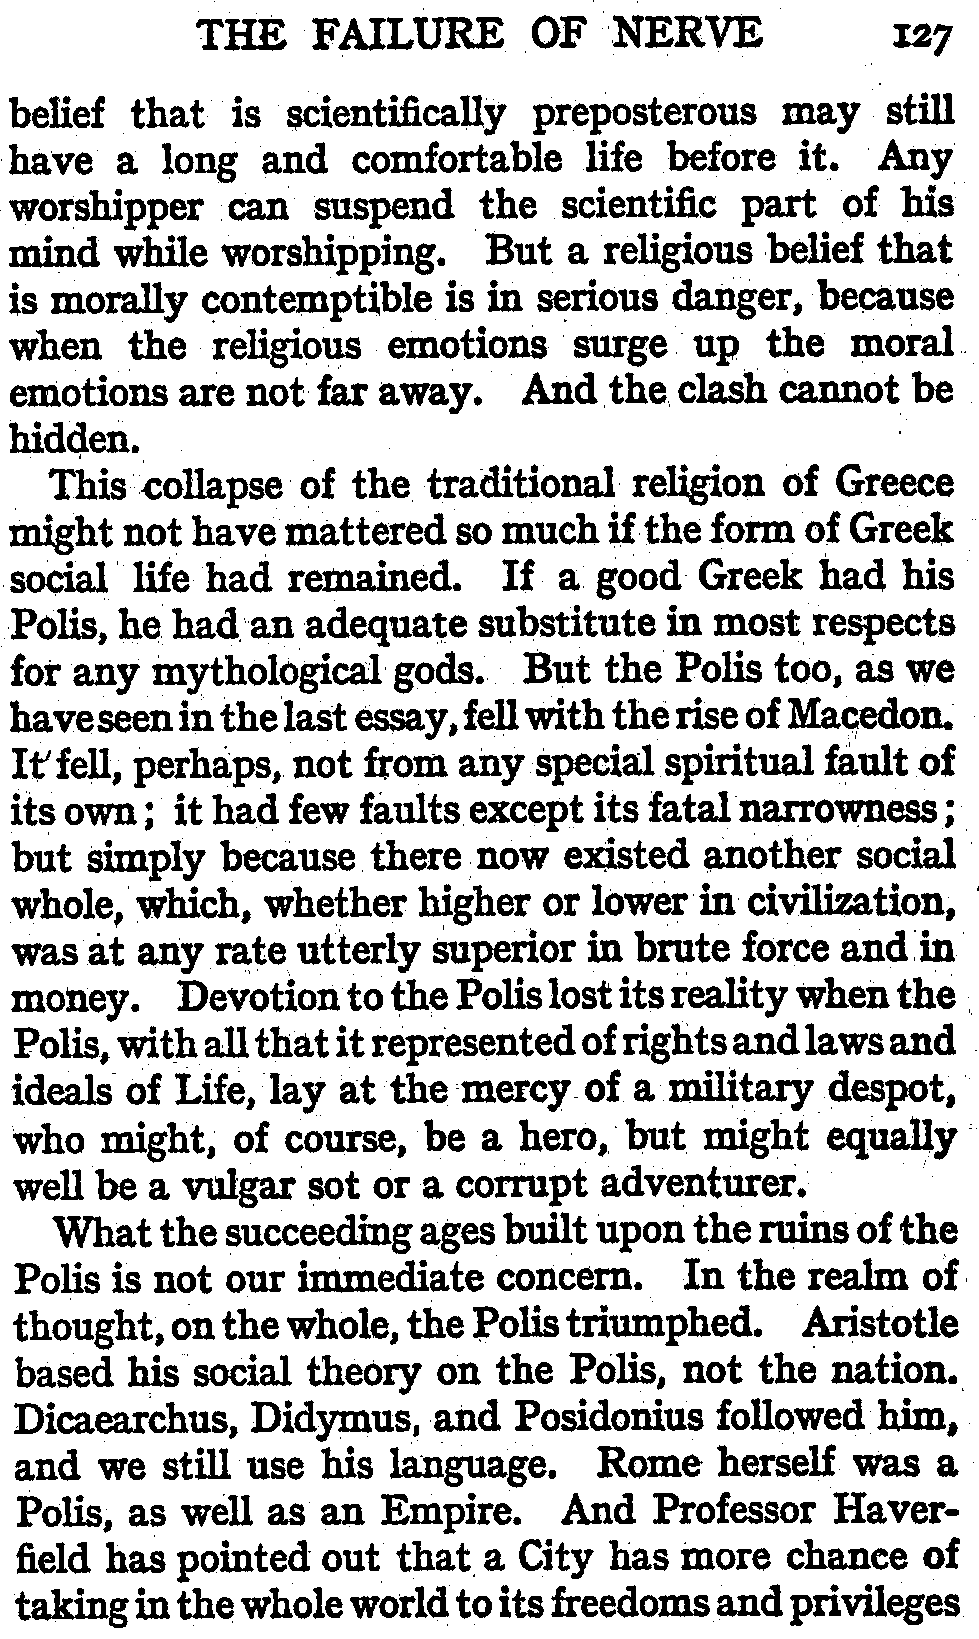 THE FAILURE OF NERVE 127
belief that is scientifically preposterous may still
have a long and comfortable life before it. Any
worshipper can suspend the scientific part of his
mind while worshipping. But a religious belief that
is morally contemptible is in serious danger, because
when the religious emotions surge up the moral
emotions are not far away. And the clash cannot be
hidden.
This collapse of the traditional religion of Greece
might not have mattered so much if the form of Greek
social life had remained. If a good Greek had his
Polis, he had an adequate substitute in most respects
for any mythological gods. But the Polis too, as we
have seen in the last essay, fell with the rise of Macedon.
It fell, perhaps, not from any special spiritual fault of
its own; it had few faults except its fatal narrowness;
but simply because there now existed another social
whole, which, whether higher or lower in civilization,
was at any rate utterly superior in brute force and in
money. Devotion to the Polis lost its reality when the
Polis, with all that it represented of rights and laws and
ideals of Life, lay at the mercy of a military despot,
who might, of course, be a hero, but might equally
well be a vulgar sot or a corrupt adventurer.
What the succeeding ages built upon the ruins of the
Polis is not our immediate concern. In the realm of
thought, on the whole, the Polis triumphed. Aristotle
based his social theory on the Polis, not the nation.
Dicaearchus, Didymus, and Posidonius followed him,
and we still use his language. Rome herself was a
Polis, as well as an Empire. And Professor Haver-
field has pointed out that a City has more chance of
taking in the whole world to its freedoms and privileges